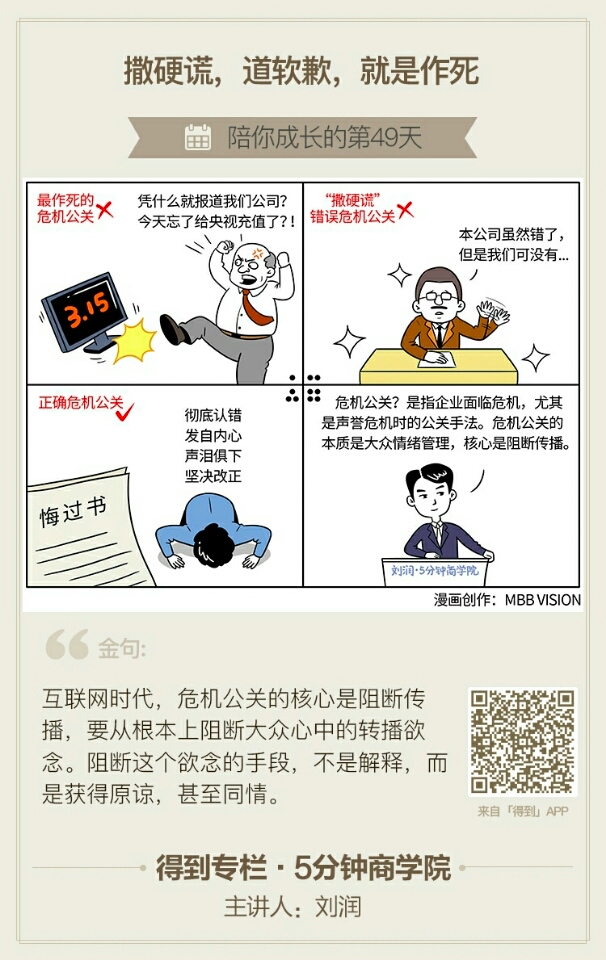 撒硬谎，道软歉，就是作死
陪你成长的第49天
最作死的
危机公关
凭什么就报道我们公司？
今天忘了给央视充值了？！
3.15
“撒硬谎”
错误危机公关
本公司虽然错了，
但是我们可没有...
正确危机公关
彻底认错
发自内心
声泪俱下
坚决改正
悔过书
危机公关？是指企业面临危机，尤其
是声誉危机时的公关手法。危机公关的
本质是大众情绪管理，核心是阻断传播。
刘润·5分钟商学院
漫画创作：MBB VISION
金句:
互联网时代，危机公关的核心是阻断传
播，要从根本上阻断大众心中的转播欲
念。阻断这个欲念的手段，不是解释，而
是获得原谅，甚至同情。
来自「得到」APP
得到专栏·5分钟商学院
主讲人：刘润